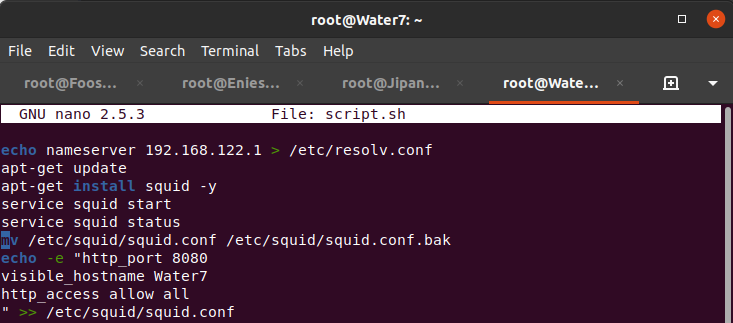 root@Water7: ~
File Edit View Search Terminal Tabs Help
root@Foos... × root@Enies... × root@Jipan... × root@Wate... ×
GNU nano 2.5.3 File: script.sh
echo nameserver 192.168.122.1 > /etc/resolv.conf
apt-get update
apt-get install squid -y
service squid start
service squid status
mv /etc/squid/squid.conf /etc/squid/squid.conf.bak
echo -e "http_port 8080
visible_hostname Water7
http_access allow all
" >> /etc/squid/squid.conf